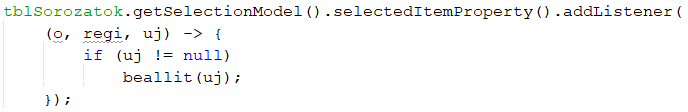 tblSorozatok.getSelectionModel().selectedItemProperty().addListener(
(o, regi, uj) -> {
if (uj != null)
beallit(uj);
});